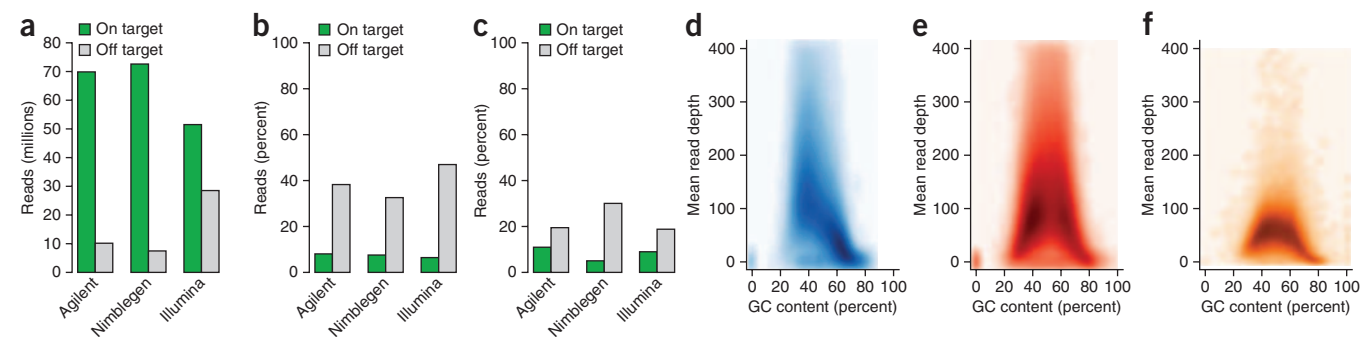 a
On target
Off target
80
70
60
50
40
30
20
10
0
Reads (millions)
Agilent
Nimblegen
Illumina
b
On target
Off target
100
80
60
40
20
0
Reads (percent)
Agilent
Nimblegen
Illumina
c
On target
Off target
100
80
60
40
20
0
Reads (percent)
Agilent
Nimblegen
Illumina
d
400
300
200
100
0
Mean read depth
0 20 40 60 80 100
GC content (percent)
e
400
300
200
100
0
Mean read depth
0 20 40 60 80 100
GC content (percent)
f
400
300
200
100
0
Mean read depth
0 20 40 60 80 100
GC content (percent)